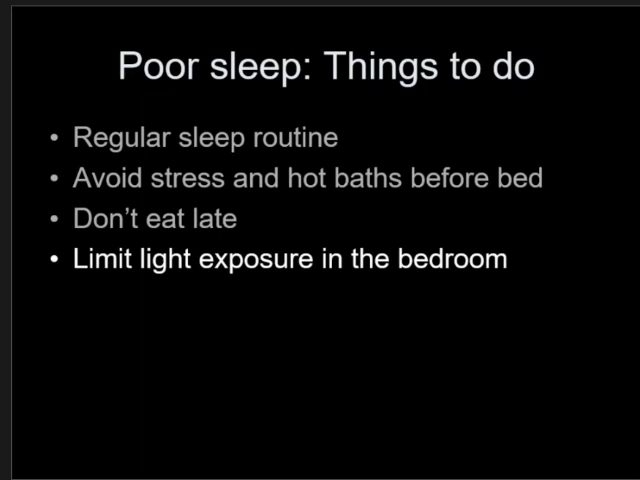 Poor sleep: Things to do
• Regular sleep routine
• Avoid stress and hot baths before bed
• Don’t eat late
• Limit light exposure in the bedroom